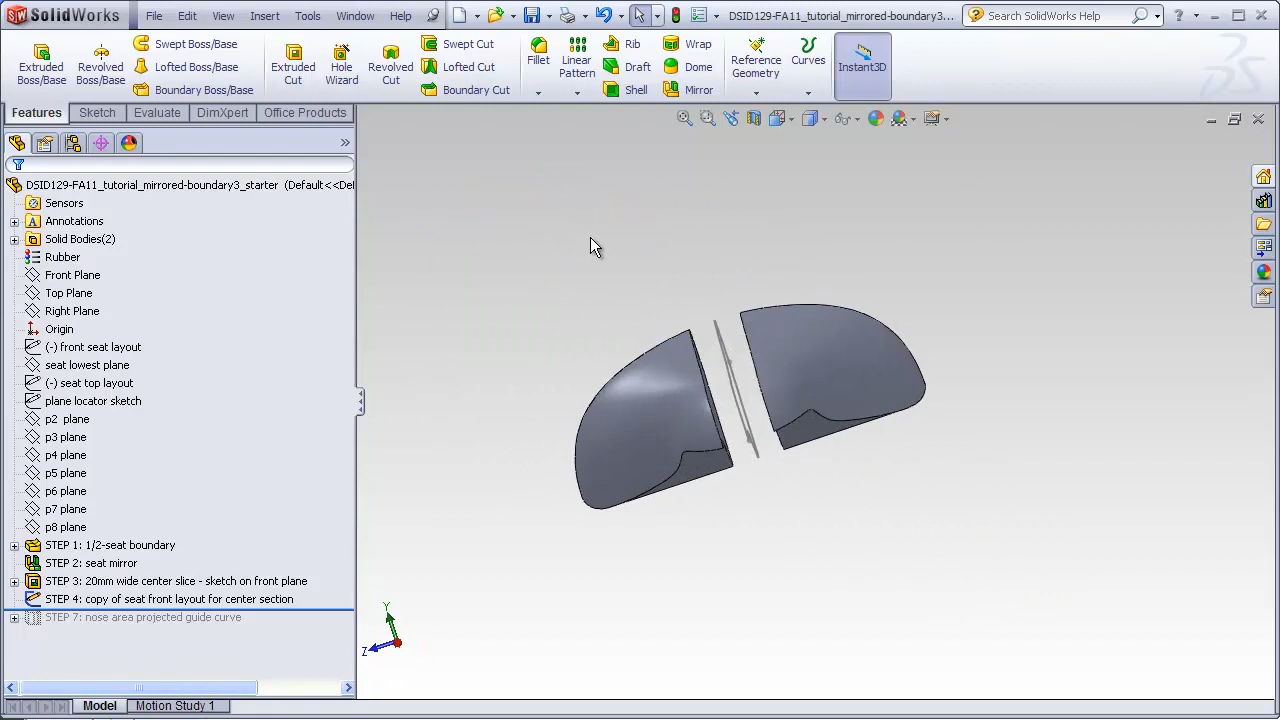 SolidWorks File Edit View Insert Tools Window Help DSID129-FA11_tutorial_mirrored-boundary3... Search SolidWorks Help
Extruded Boss/Base
Revolved Boss/Base
Swept Boss/Base
Lofted Boss/Base
Boundary Boss/Base
Extruded Cut
Hole Wizard
Revolved Cut
Swept Cut
Lofted Cut
Boundary Cut
Fillet
Linear Pattern
Rib
Draft
Shell
Wrap
Dome
Mirror
Reference Geometry
Curves
Instant3D
Features Sketch Evaluate DimXpert Office Products
DSID129-FA11_tutorial_mirrored-boundary3_starter (Default<<De
Sensors
Annotations
Solid Bodies(2)
Rubber
Front Plane
Top Plane
Right Plane
Origin
(-) front seat layout
seat lowest plane
(-) seat top layout
plane locator sketch
p2 plane
p3 plane
p4 plane
p5 plane
p6 plane
p7 plane
p8 plane
STEP 1: 1/2-seat boundary
STEP 2: seat mirror
STEP 3: 20mm wide center slice - sketch on front plane
STEP 4: copy of seat front layout for center section
STEP 7: nose area projected guide curve
Y
Z
Model Motion Study 1